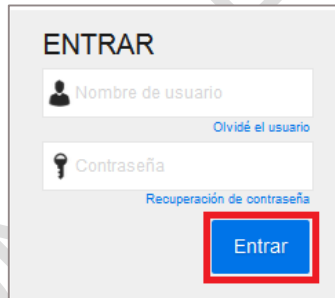 ENTRAR
Nombre de usuario
Olvidé el usuario
Contraseña
Recuperación de contraseña
Entrar